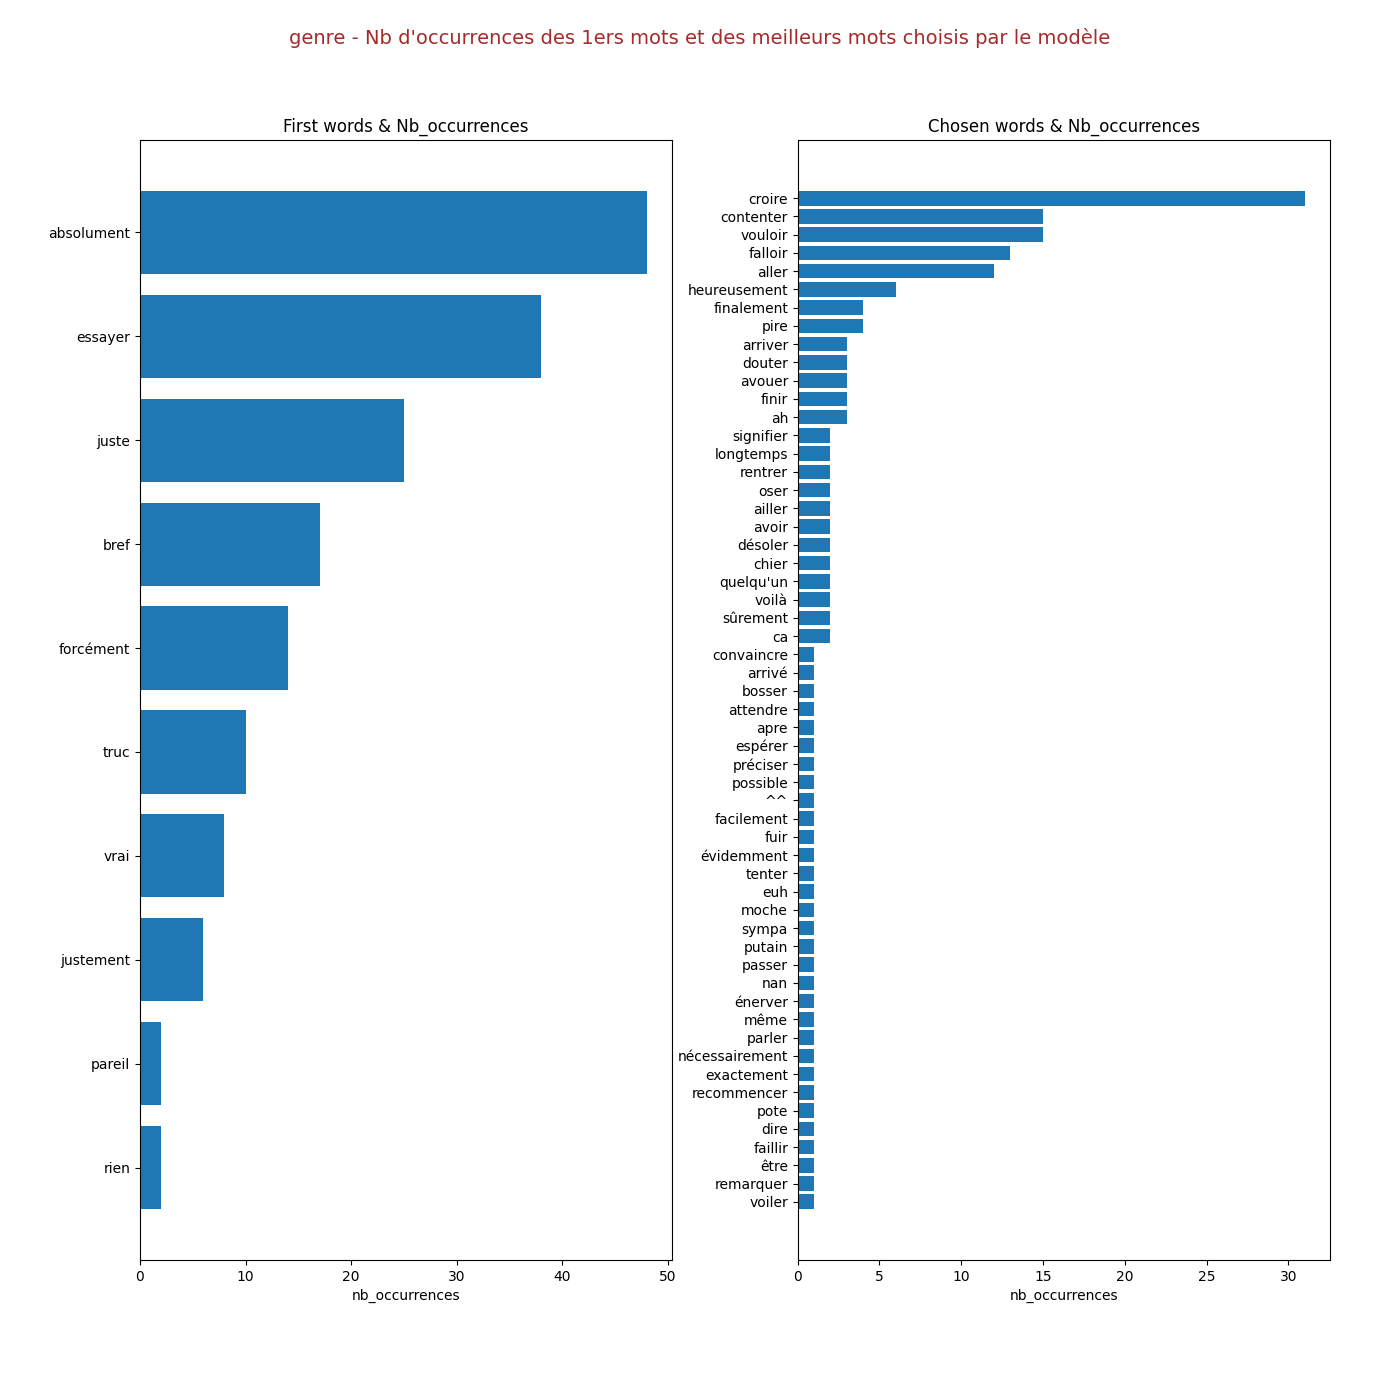 genre - Nb d'occurrences des 1ers mots et des meilleurs mots choisis par le modèle
First words & Nb_occurrences
absolument
essayer
juste
bref
forcément
truc
vrai
justement
pareil
rien
0 10 20 30 40 50
nb_occurrences
Chosen words & Nb_occurrences
croire
contenter
vouloir
falloir
aller
heureusement
finalement
pire
arriver
douter
avouer
finir
ah
signifier
longtemps
rentrer
oser
ailler
avoir
désoler
chier
quelqu'un
voilà
sûrement
ca
convaincre
arrivé
bosser
attendre
apre
espérer
préciser
possible
^^
facilement
fuir
évidemment
tenter
euh
moche
sympa
putain
passer
nan
énerver
même
parler
nécessairement
exactement
recommencer
pote
dire
faillir
être
remarquer
voiler
0 5 10 15 20 25 30
nb_occurrences